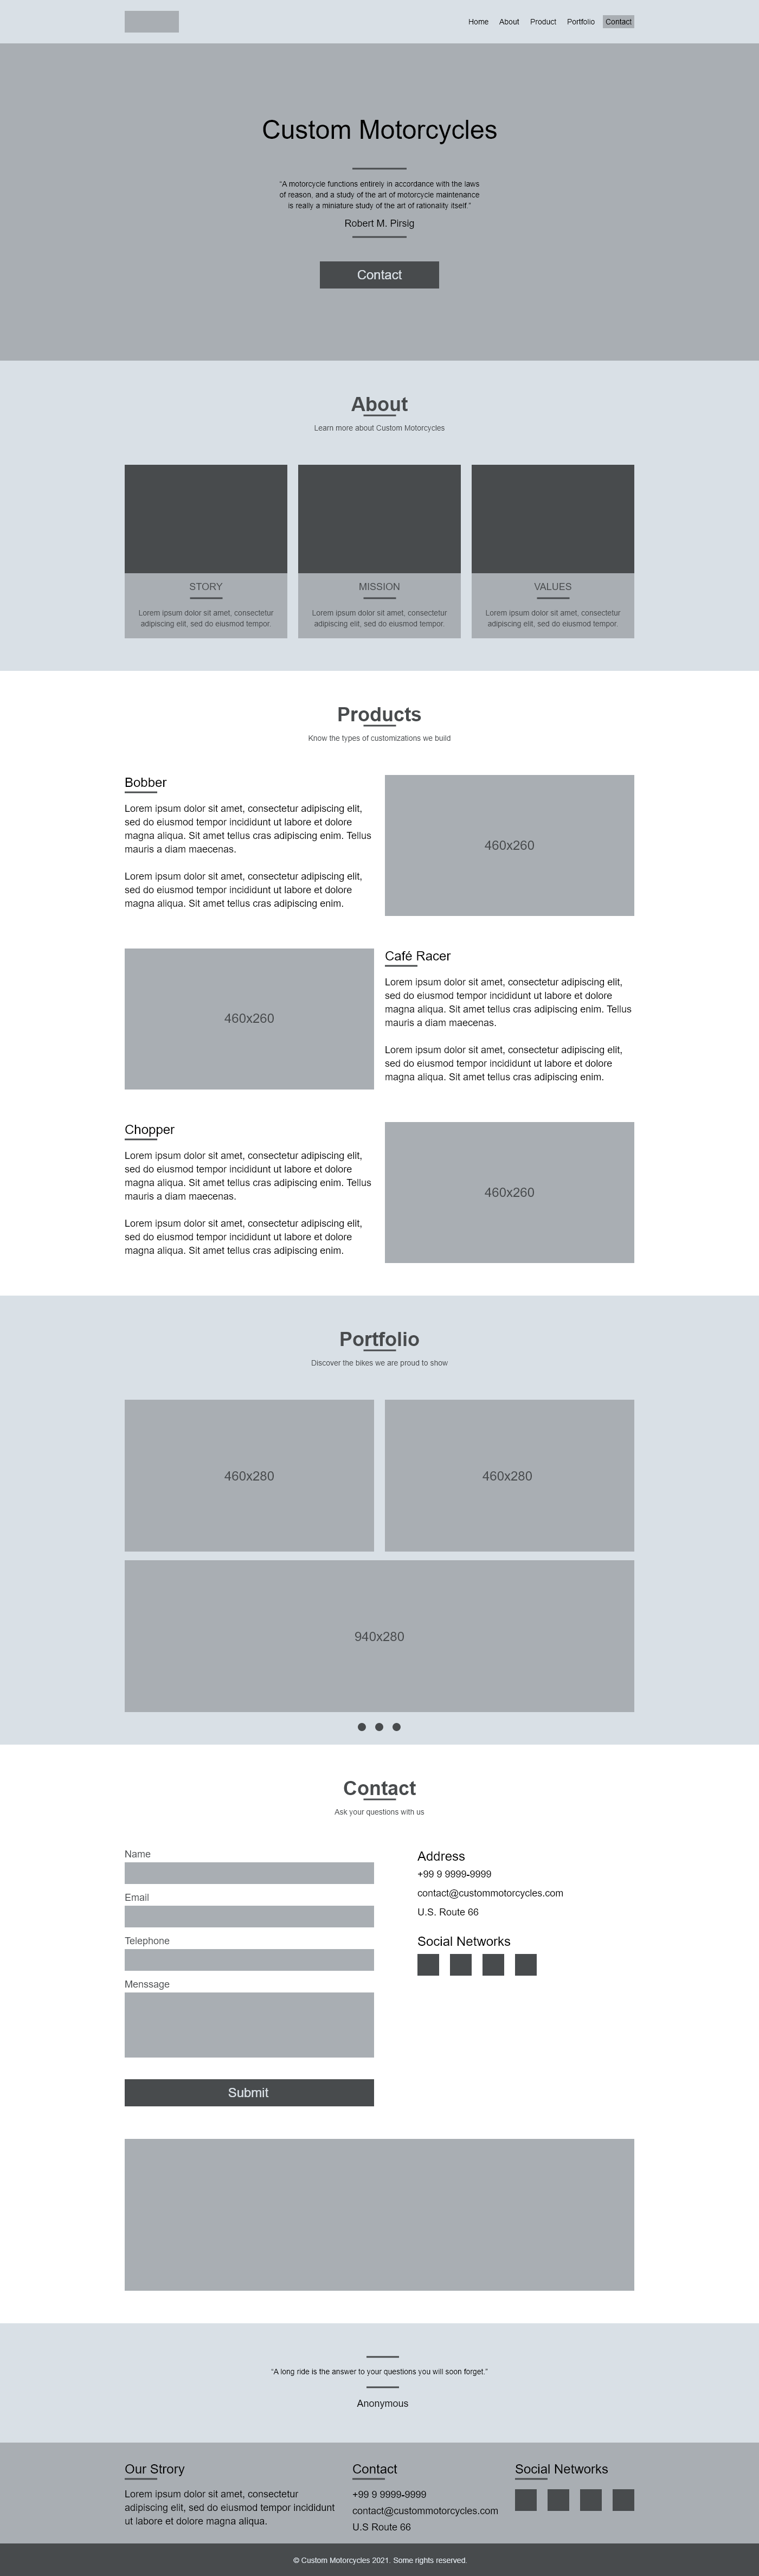 Home
About
Product
Portfolio
Contact
Custom Motorcycles
“A motorcycle functions entirely in accordance with the laws
of reason, and a study of the art of motorcycle maintenance
is really a miniature study of the art of rationality itself.”
Robert M. Pirsig
Contact
About
Learn more about Custom Motorcycles
STORY
Lorem ipsum dolor sit amet, consectetur
adipiscing elit, sed do eiusmod tempor.
MISSION
Lorem ipsum dolor sit amet, consectetur
adipiscing elit, sed do eiusmod tempor.
VALUES
Lorem ipsum dolor sit amet, consectetur
adipiscing elit, sed do eiusmod tempor.
Products
Know the types of customizations we build
Bobber
Lorem ipsum dolor sit amet, consectetur adipiscing elit,
sed do eiusmod tempor incididunt ut labore et dolore
magna aliqua. Sit amet tellus cras adipiscing enim. Tellus
mauris a diam maecenas.
Lorem ipsum dolor sit amet, consectetur adipiscing elit,
sed do eiusmod tempor incididunt ut labore et dolore
magna aliqua. Sit amet tellus cras adipiscing enim.
460x260
460x260
Café Racer
Lorem ipsum dolor sit amet, consectetur adipiscing elit,
sed do eiusmod tempor incididunt ut labore et dolore
magna aliqua. Sit amet tellus cras adipiscing enim. Tellus
mauris a diam maecenas.
Lorem ipsum dolor sit amet, consectetur adipiscing elit,
sed do eiusmod tempor incididunt ut labore et dolore
magna aliqua. Sit amet tellus cras adipiscing enim.
Chopper
Lorem ipsum dolor sit amet, consectetur adipiscing elit,
sed do eiusmod tempor incididunt ut labore et dolore
magna aliqua. Sit amet tellus cras adipiscing enim. Tellus
mauris a diam maecenas.
Lorem ipsum dolor sit amet, consectetur adipiscing elit,
sed do eiusmod tempor incididunt ut labore et dolore
magna aliqua. Sit amet tellus cras adipiscing enim.
460x260
Portfolio
Discover the bikes we are proud to show
460x280
460x280
940x280
Contact
Ask your questions with us
Name
Email
Telephone
Menssage
Submit
Address
+99 9 9999-9999
contact@custommotorcycles.com
U.S. Route 66
Social Networks
“A long ride is the answer to your questions you will soon forget.”
Anonymous
Our Strory
Lorem ipsum dolor sit amet, consectetur
adipiscing elit, sed do eiusmod tempor incididunt
ut labore et dolore magna aliqua.
Contact
+99 9 9999-9999
contact@custommotorcycles.com
U.S Route 66
Social Networks
© Custom Motorcycles 2021. Some rights reserved.